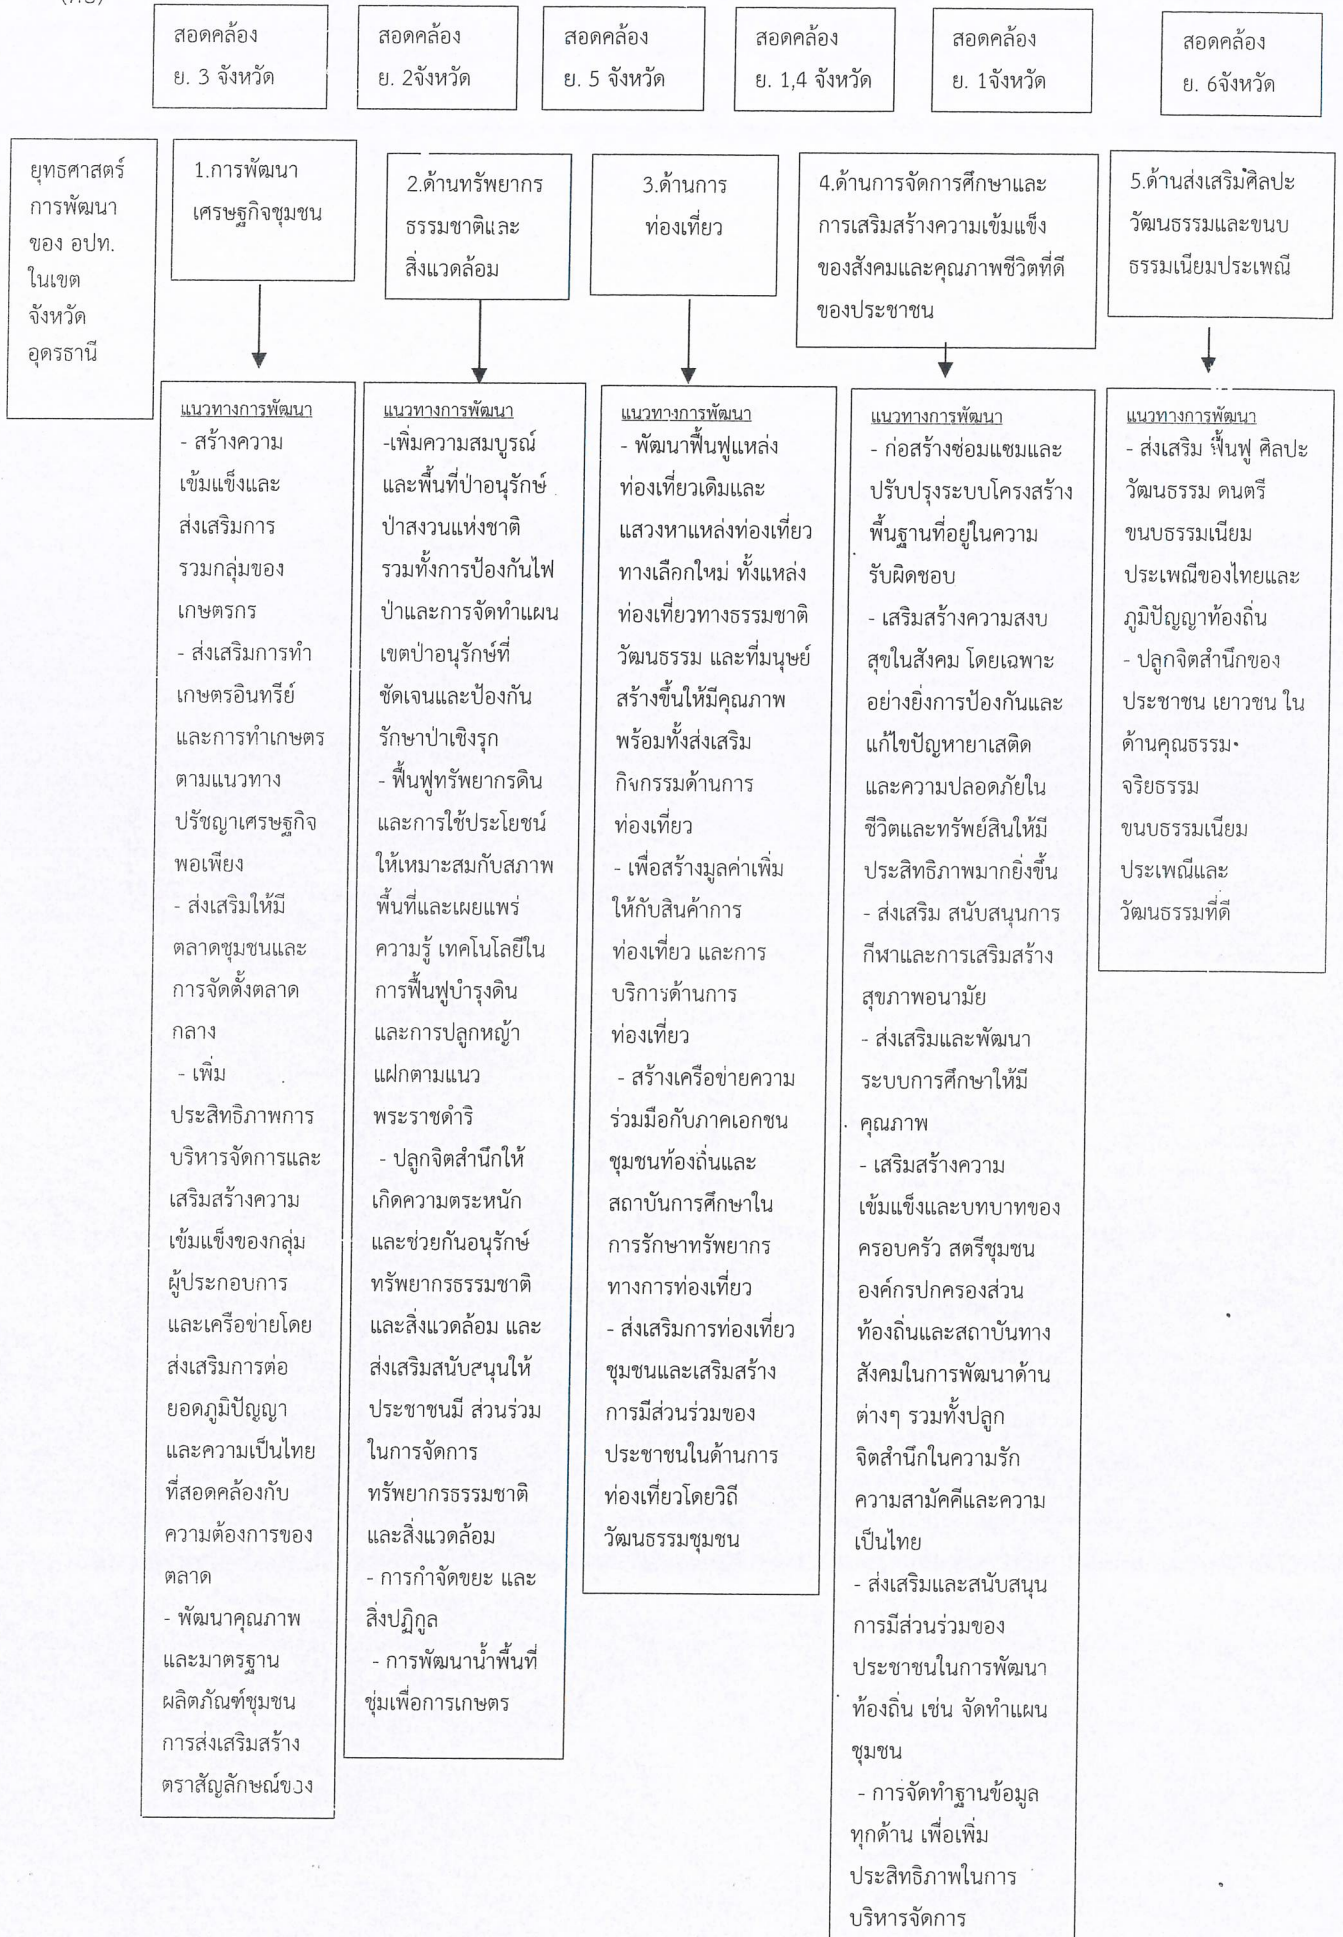 สอดคล้อง
ย. 3 จังหวัด
สอดคล้อง
ย. 2จังหวัด
สอดคล้อง
ย. 5 จังหวัด
สอดคล้อง
ย. 1,4 จังหวัด
สอดคล้อง
ย. 1จังหวัด
สอดคล้อง
ย. 6จังหวัด
ยุทธศาสตร์
การพัฒนา
ของ อปท.
ในเขต
จังหวัด
อุดรธานี
1.การพัฒนา
เศรษฐกิจชุมชน
2.ด้านทรัพยากร
ธรรมชาติและ
สิ่งแวดล้อม
3.ด้านการ
ท่องเที่ยว
4.ด้านการจัดการศึกษาและ
การเสริมสร้างความเข้มแข็ง
ของสังคมและคุณภาพชีวิตที่ดี
ของประชาชน
5.ด้านส่งเสริมศิลปะ
วัฒนธรรมและขนบ
ธรรมเนียมประเพณี
แนวทางการพัฒนา
- สร้างความ
เข้มแข็งและ
ส่งเสริมการ
รวมกลุ่มของ
เกษตรกร
- ส่งเสริมการทำ
เกษตรอินทรีย์
และการทำเกษตร
ตามแนวทาง
ปรัชญาเศรษฐกิจ
พอเพียง
- ส่งเสริมให้มี
ตลาดชุมชนและ
การจัดตั้งตลาด
กลาง
- เพิ่ม
ประสิทธิภาพการ
บริหารจัดการและ
เสริมสร้างความ
เข้มแข็งของกลุ่ม
ผู้ประกอบการ
และเครือข่ายโดย
ส่งเสริมการต่อ
ยอดภูมิปัญญา
และความเป็นไทย
ที่สอดคล้องกับ
ความต้องการของ
ตลาด
- พัฒนาคุณภาพ
และมาตรฐาน
ผลิตภัณฑ์ชุมชน
การส่งเสริมสร้าง
ตราสัญลักษณ์ของ
แนวทางการพัฒนา
-เพิ่มความสมบูรณ์
และพื้นที่ป่าอนุรักษ์
ป่าสงวนแห่งชาติ
รวมทั้งการป้องกันไฟ
ป่าและการจัดทำแผน
เขตป่าอนุรักษ์ที่
ชัดเจนและป้องกัน
รักษาป่าเชิงรุก
- ฟื้นฟูทรัพยากรดิน
และการใช้ประโยชน์
ให้เหมาะสมกับสภาพ
พื้นที่และเผยแพร่
ความรู้ เทคโนโลยีใน
การฟื้นฟูบำรุงดิน
และการปลูกหญ้า
แฝกตามแนว
พระราชดำริ
- ปลูกจิตสำนึกให้
เกิดความตระหนัก
และช่วยกันอนุรักษ์
ทรัพยากรธรรมชาติ
และสิ่งแวดล้อม และ
ส่งเสริมสนับสนุนให้
ประชาชนมี ส่วนร่วม
ในการจัดการ
ทรัพยากรธรรมชาติ
และสิ่งแวดล้อม
- การกำจัดขยะ และ
สิ่งปฏิกูล
- การพัฒนาน้ำพื้นที่
ชุ่มเพื่อการเกษตร
แนวทางการพัฒนา
- พัฒนาฟื้นฟูแหล่ง
ท่องเที่ยวเดิมและ
แสวงหาแหล่งท่องเที่ยว
ทางเลือกใหม่ ทั้งแหล่ง
ท่องเที่ยวทางธรรมชาติ
วัฒนธรรม และที่มนุษย์
สร้างขึ้นให้มีคุณภาพ
พร้อมทั้งส่งเสริม
กิจกรรมด้านการ
ท่องเที่ยว
- เพื่อสร้างมูลค่าเพิ่ม
ให้กับสินค้าการ
ท่องเที่ยว และการ
บริการด้านการ
ท่องเที่ยว
- สร้างเครือข่ายความ
ร่วมมือกับภาคเอกชน
ชุมชนท้องถิ่นและ
สถาบันการศึกษาใน
การรักษาทรัพยากร
ทางการท่องเที่ยว
- ส่งเสริมการท่องเที่ยว
ชุมชนและเสริมสร้าง
การมีส่วนร่วมของ
ประชาชนในด้านการ
ท่องเที่ยวโดยวิถี
วัฒนธรรมชุมชน
แนวทางการพัฒนา
- ก่อสร้างซ่อมแซมและ
ปรับปรุงระบบโครงสร้าง
พื้นฐานที่อยู่ในความ
รับผิดชอบ
- เสริมสร้างความสงบ
สุขในสังคม โดยเฉพาะ
อย่างยิ่งการป้องกันและ
แก้ไขปัญหายาเสติด
และความปลอดภัยใน
ชีวิตและทรัพย์สินให้มี
ประสิทธิภาพมากยิ่งขึ้น
- ส่งเสริม สนับสนุนการ
กีฬาและการเสริมสร้าง
สุขภาพอนามัย
- ส่งเสริมและพัฒนา
ระบบการศึกษาให้มี
คุณภาพ
- เสริมสร้างความ
เข้มแข็งและบทบาทของ
ครอบครัว สตรีชุมชน
องค์กรปกครองส่วน
ท้องถิ่นและสถาบันทาง
สังคมในการพัฒนาด้าน
ต่างๆ รวมทั้งปลูก
จิตสำนึกในความรัก
ความสามัคคีและความ
เป็นไทย
- ส่งเสริมและสนับสนุน
การมีส่วนร่วมของ
ประชาชนในการพัฒนา
ท้องถิ่น เช่น จัดทำแผน
ชุมชน
- การจัดทำฐานข้อมูล
ทุกด้าน เพื่อเพิ่ม
ประสิทธิภาพในการ
บริหารจัดการ
แนวทางการพัฒนา
- ส่งเสริม ฟื้นฟู ศิลปะ
วัฒนธรรม ดนตรี
ขนบธรรมเนียม
ประเพณีของไทยและ
ภูมิปัญญาท้องถิ่น
- ปลูกจิตสำนึกของ
ประชาชน เยาวชน ใน
ด้านคุณธรรม
จริยธรรม
ขนบธรรมเนียม
ประเพณีและ
วัฒนธรรมที่ดี